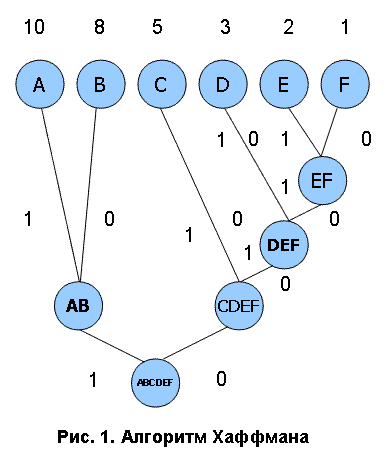 10 8 5 3 2 1
A B C D E F
1 0 1 0
EF
1
1 0 0 0
1 DEF
1
0
AB CDEF
1 ABCDEF 0
Рис. 1. Алгоритм Хаффмана